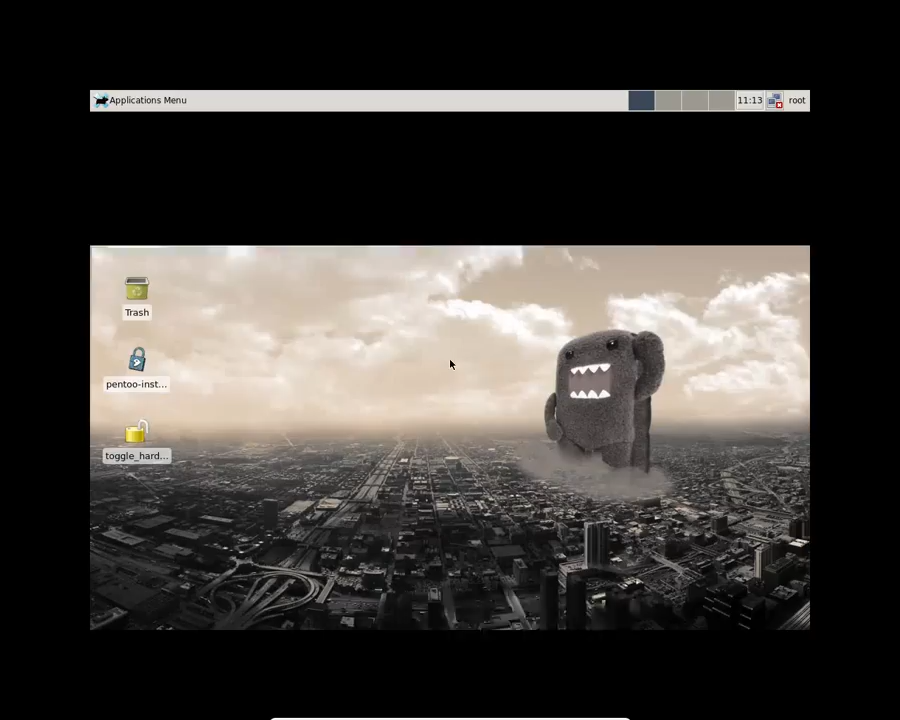 Applications Menu
11:13
root
Trash
pentoo-inst...
toggle_hard...